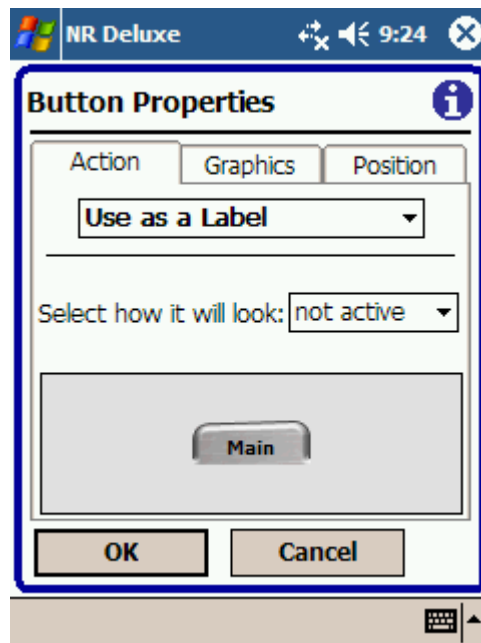 NR Deluxe 9:24
Button Properties
Action Graphics Position
Use as a Label
Select how it will look: not active
Main
OK Cancel